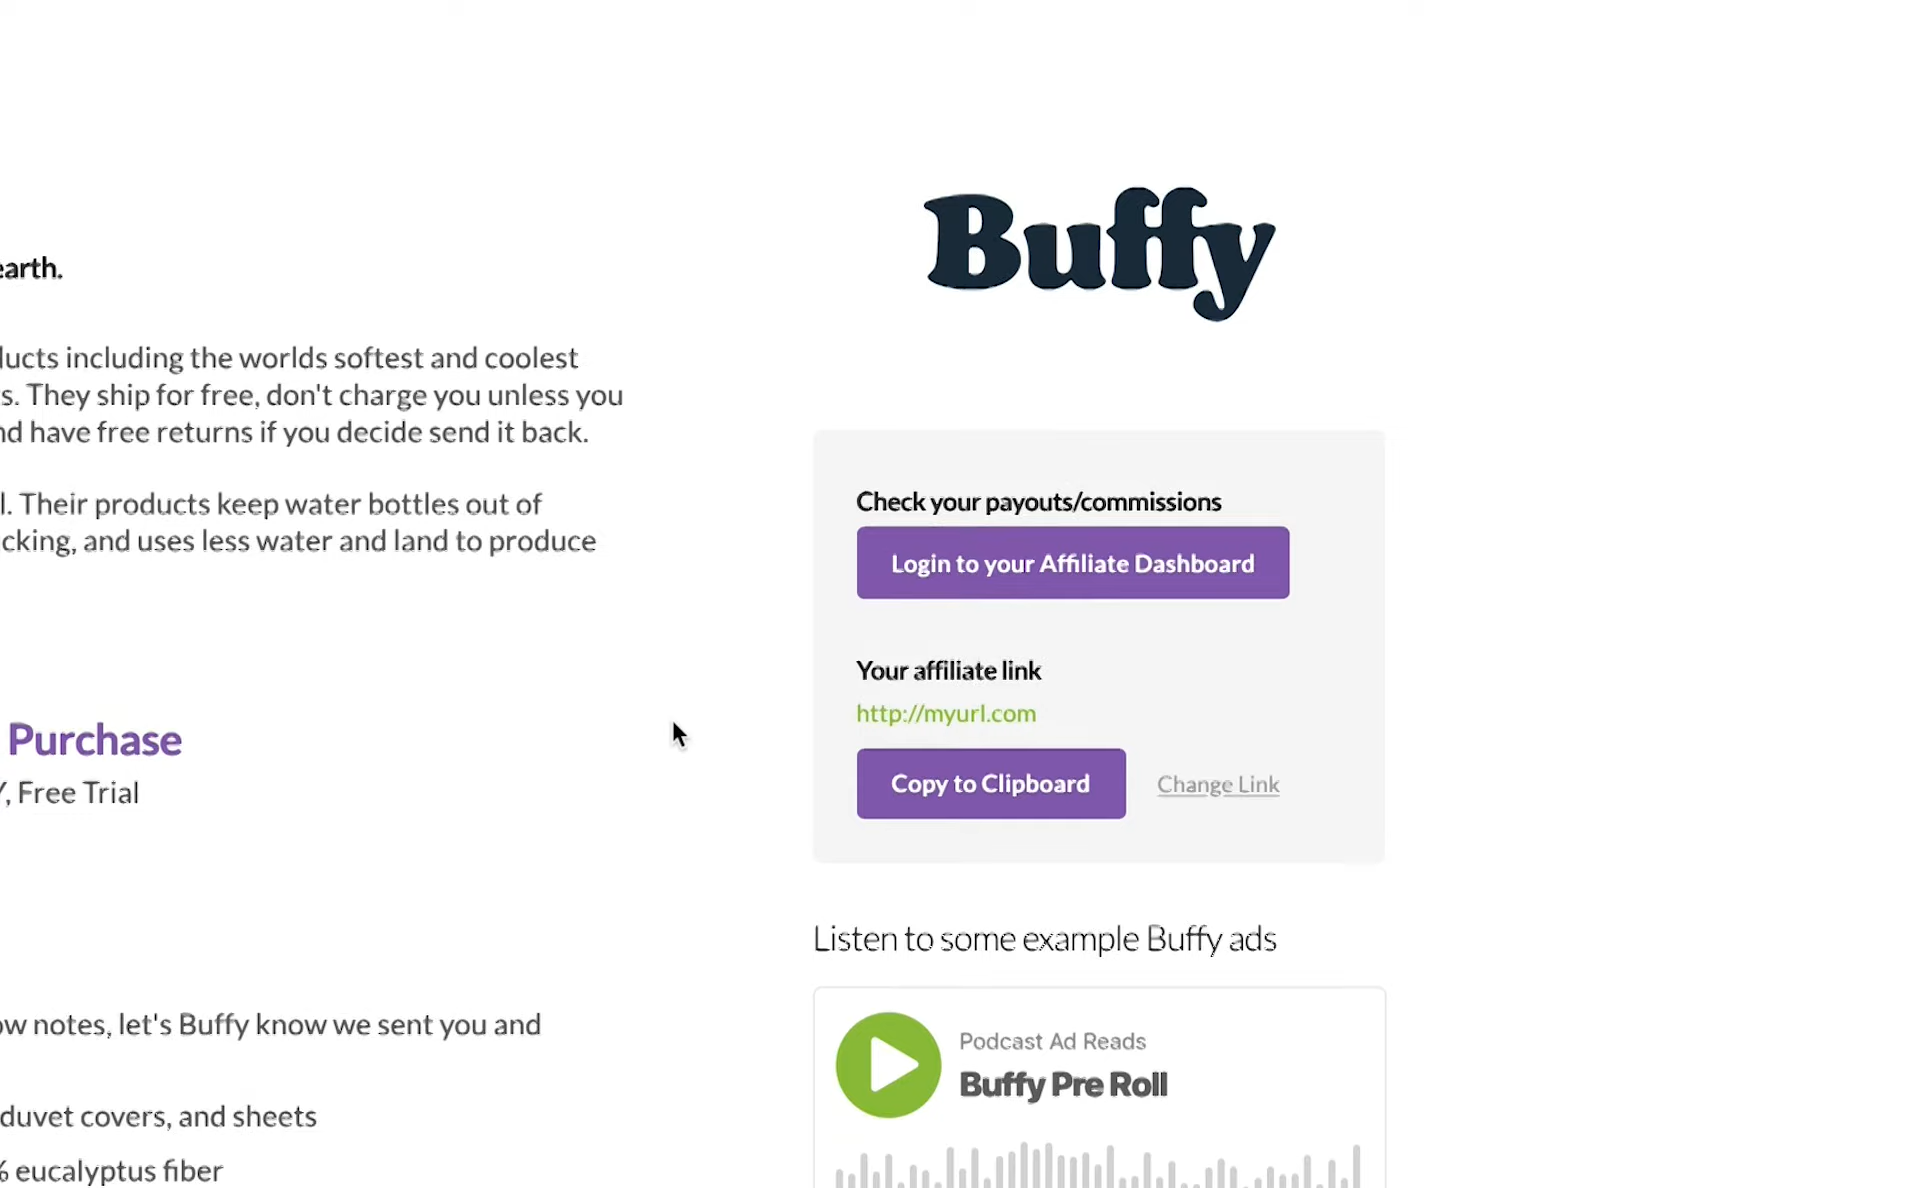 earth.
ducts including the worlds softest and coolest
s. They ship for free, don't charge you unless you
nd have free returns if you decide send it back.
l. Their products keep water bottles out of
cking, and uses less water and land to produce
Purchase
, Free Trial
ow notes, let's Buffy know we sent you and
duvet covers, and sheets
% eucalyptus fiber
Buffy
Check your payouts/commissions
Login to your Affiliate Dashboard
Your affiliate link
http://myurl.com
Copy to Clipboard
Change Link
Listen to some example Buffy ads
Podcast Ad Reads
Buffy Pre Roll